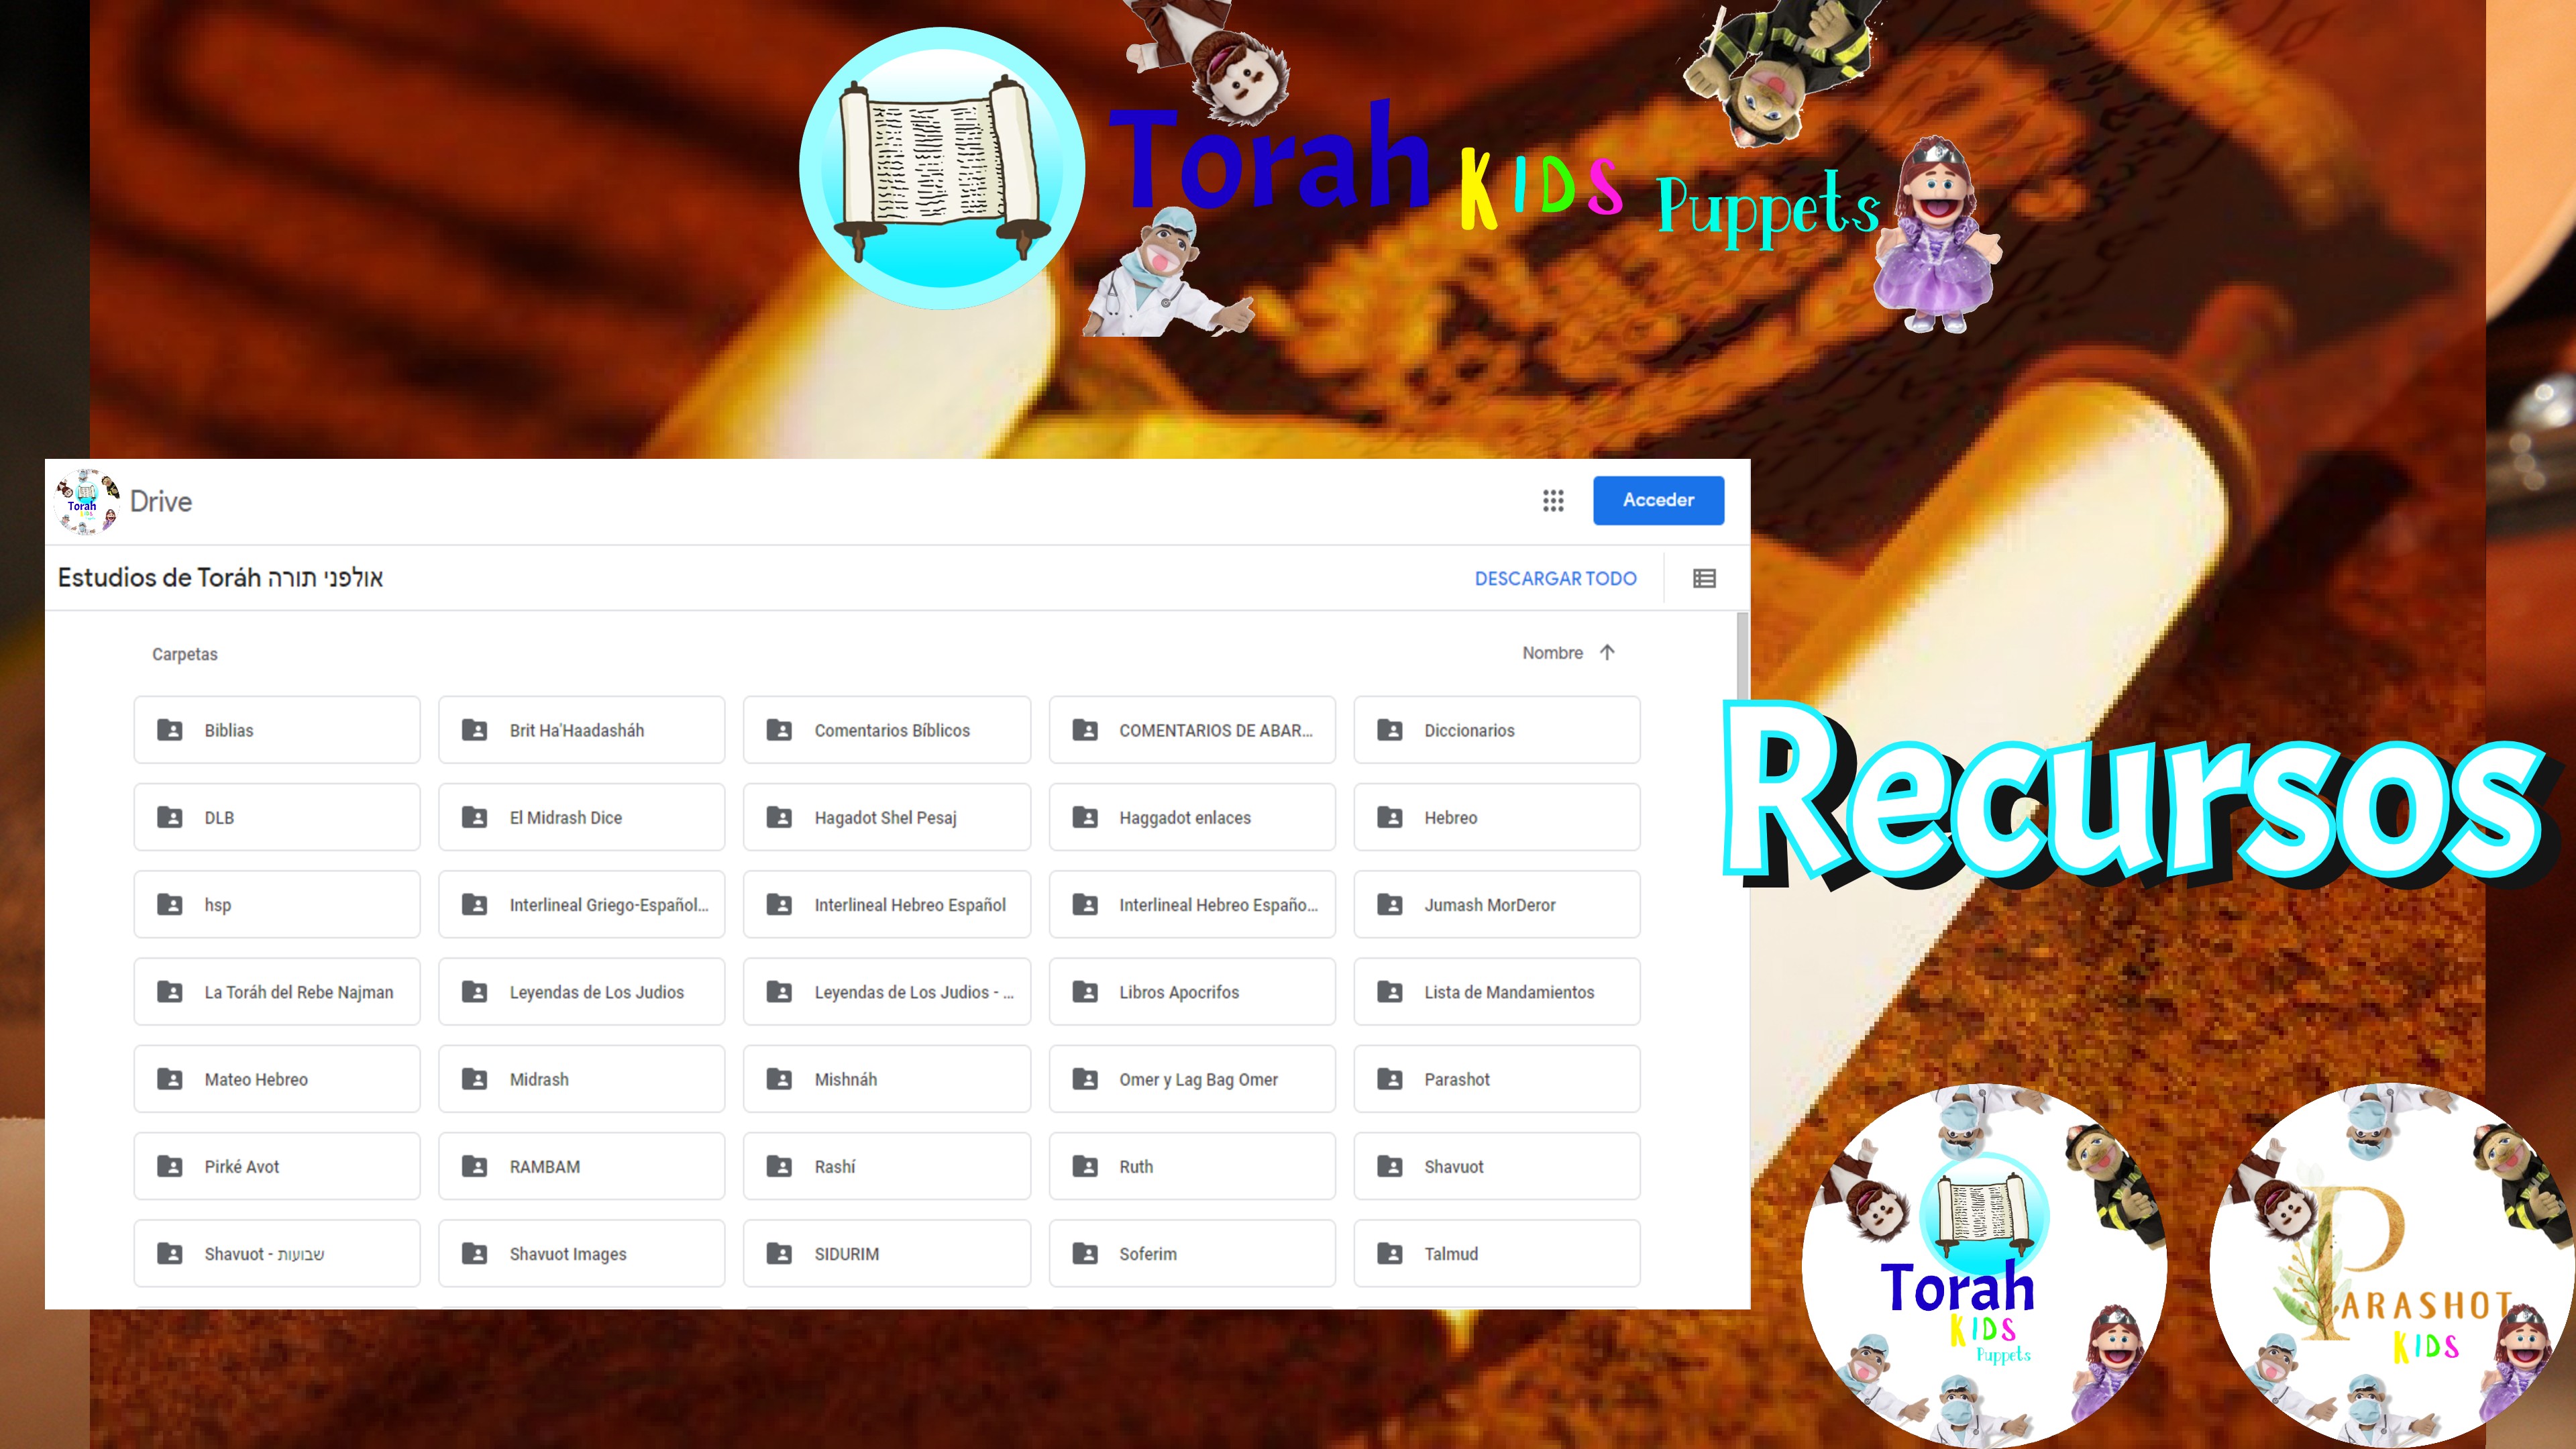 Torah KIDS Puppets
Torah
KIDS
Drive
Acceder
Estudios de Toráh אולפני תורה
DESCARGAR TODO
Carpetas
Nombre
Biblias
Brit Ha'Haadasháh
Comentarios Bíblicos
COMENTARIOS DE ABAR...
Diccionarios
DLB
El Midrash Dice
Hagadot Shel Pesaj
Haggadot enlaces
Hebreo
hsp
Interlineal Griego-Español...
Interlineal Hebreo Español
Interlineal Hebreo Españo...
Jumash MorDeror
La Toráh del Rebe Najman
Leyendas de Los Judios
Leyendas de Los Judios - ...
Libros Apocrifos
Lista de Mandamientos
Mateo Hebreo
Midrash
Mishnáh
Omer y Lag Bag Omer
Parashot
Pirké Avot
RAMBAM
Rashí
Ruth
Shavuot
Shavuot - שבועות
Shavuot Images
SIDURIM
Soferim
Talmud
Recursos
Torah
KIDS
Puppets
PARASHOT
KIDS